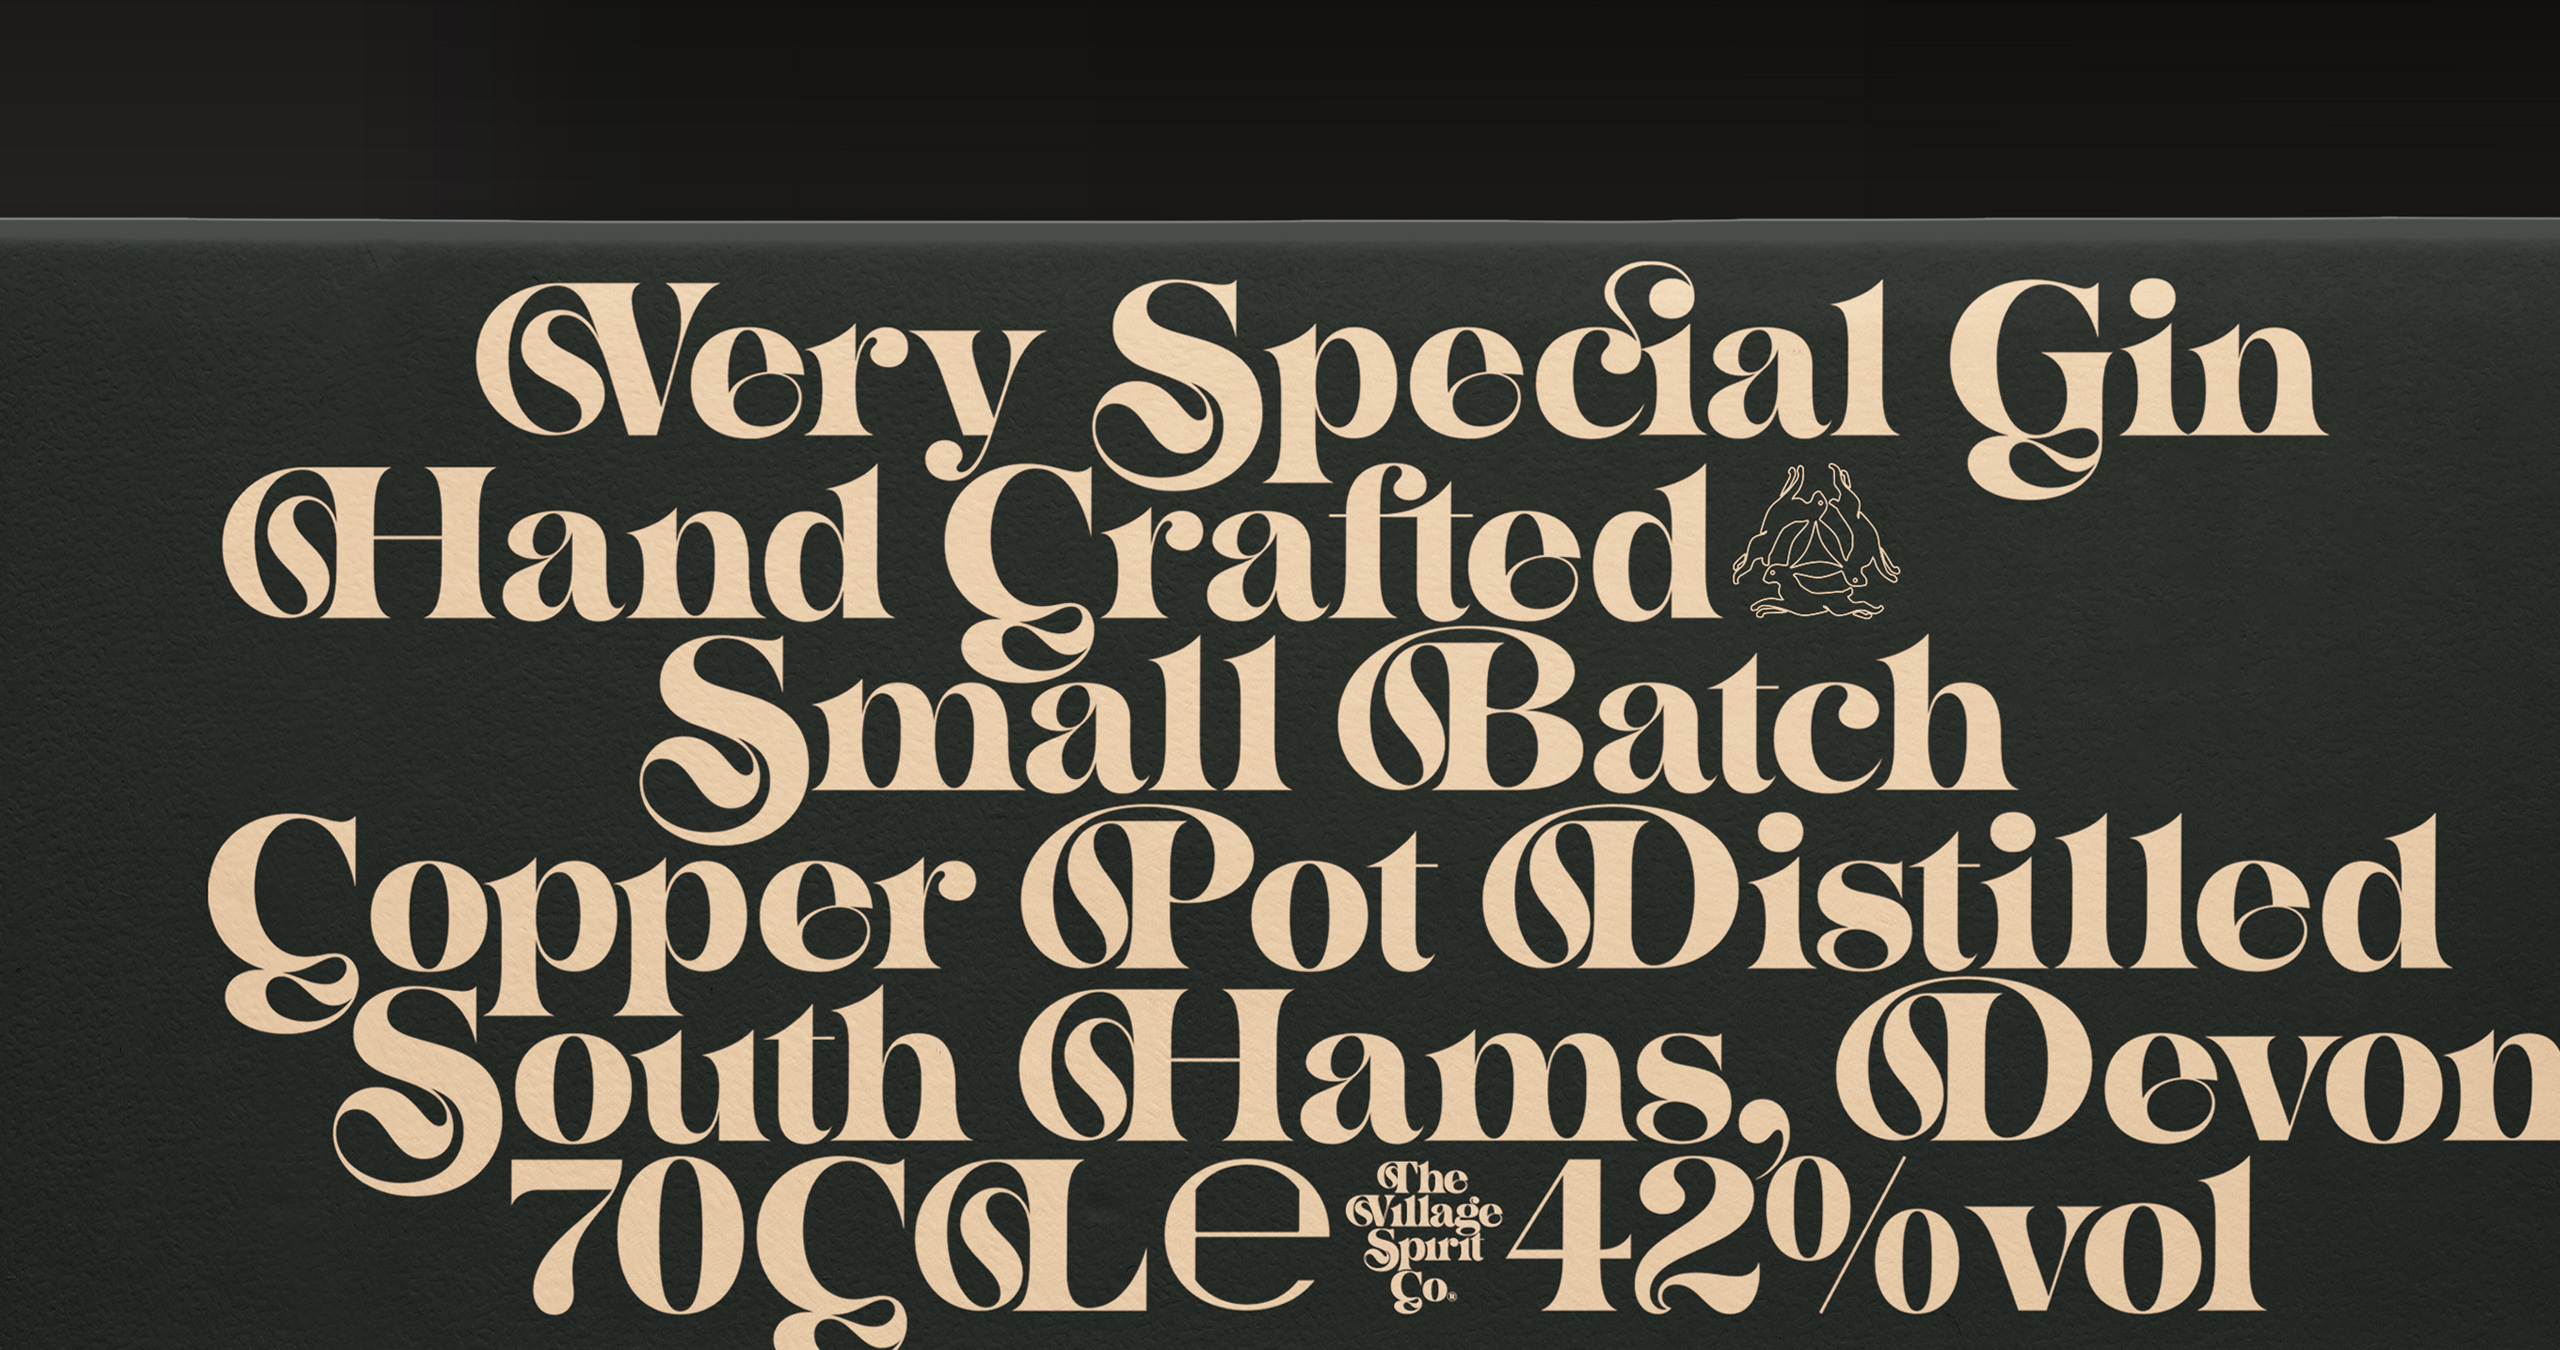 Very Special Gin
Hand Crafted
Small Batch
Copper Pot Distilled
South Hams, Devon
70CL e The Village Spirit Co.® 42%vol